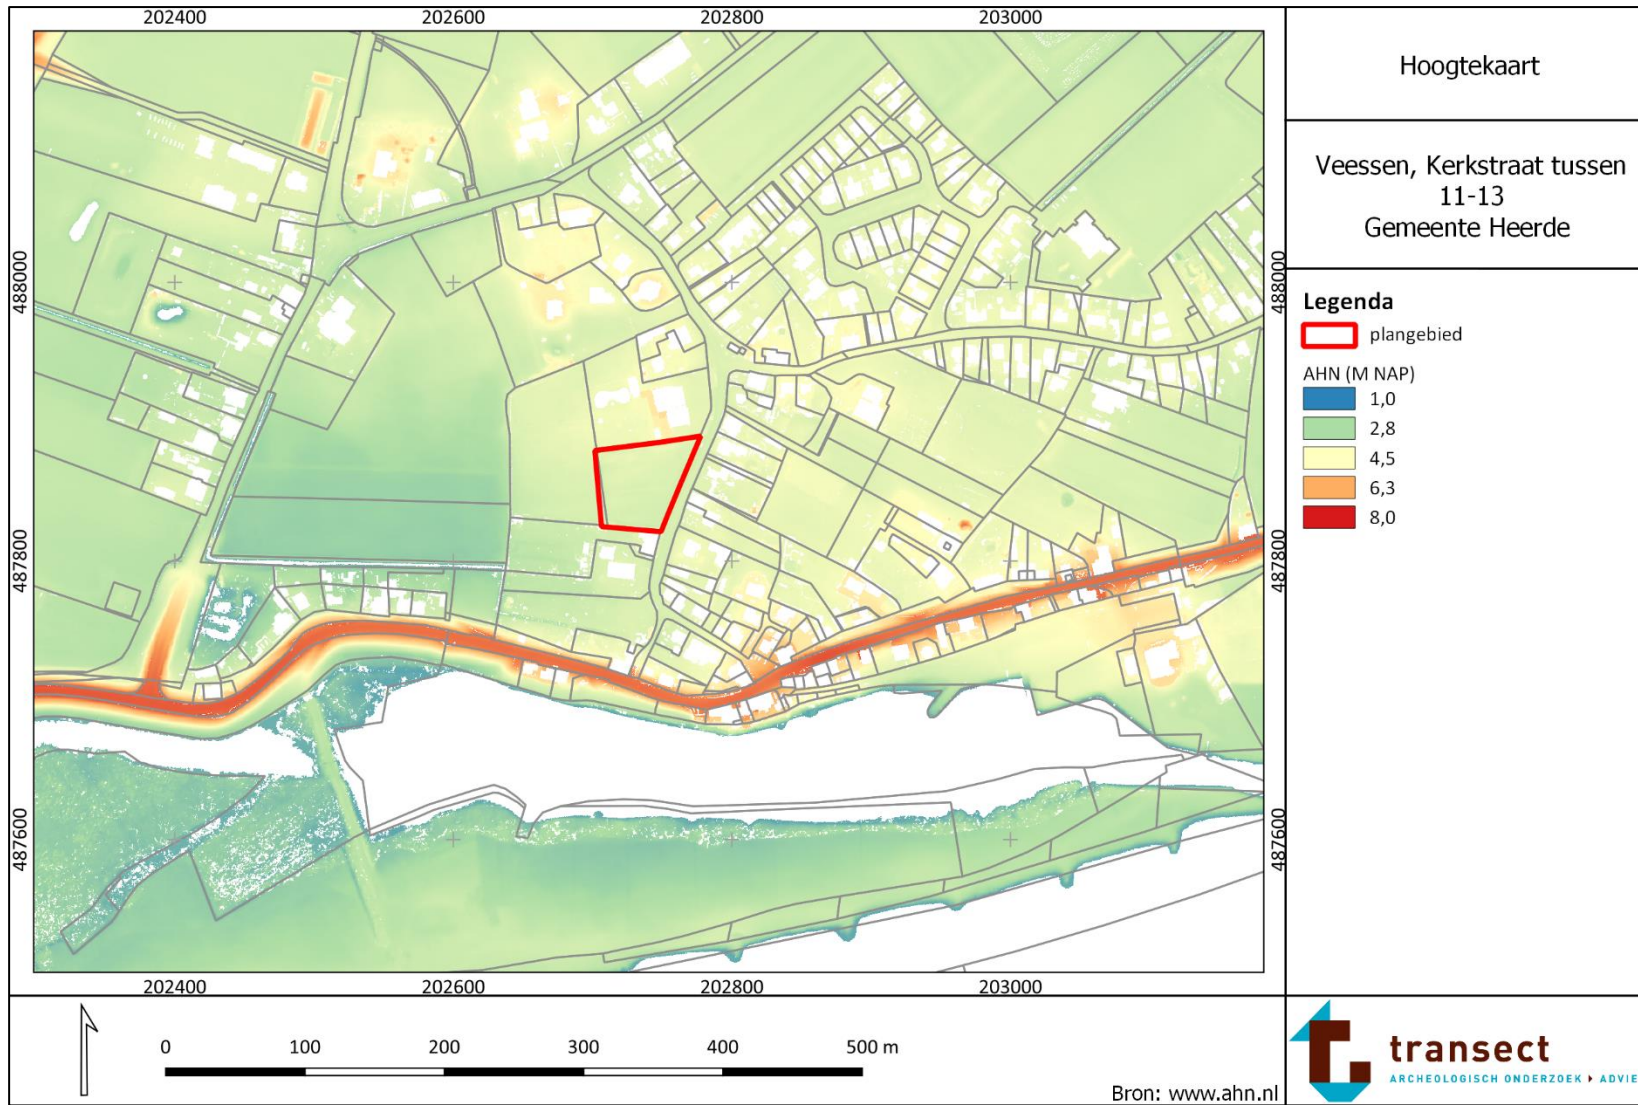 202400 202600 202800 203000
488000 488000
487800 487800
487600 487600
202400 202600 202800 203000
Hoogtekaart
Veessen, Kerkstraat tussen
11-13
Gemeente Heerde
Legenda
plangebied
AHN (M NAP)
1,0
2,8
4,5
6,3
8,0
0 100 200 300 400 500 m
Bron: www.ahn.nl
transect
ARCHEOLOGISCH ONDERZOEK ADVIE